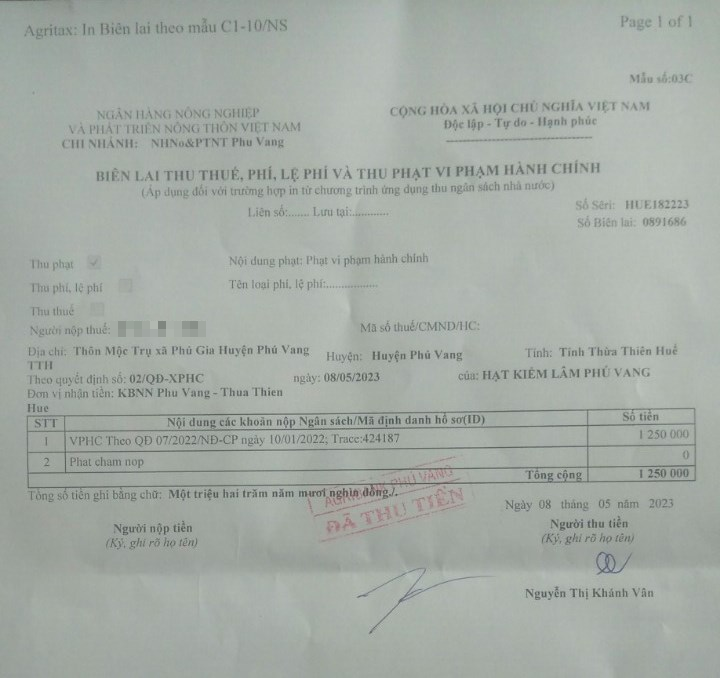 Agritax: In Biên lai theo mẫu C1-10/NS
Page 1 of 1
Mẫu số:03C
NGÂN HÀNG NÔNG NGHIỆP
VÀ PHÁT TRIỂN NÔNG THÔN VIỆT NAM
CHI NHÁNH: NHNo&PTNT Phu Vang
CỘNG HÒA XÃ HỘI CHỦ NGHĨA VIỆT NAM
Độc lập - Tự do - Hạnh phúc
BIÊN LAI THU THUẾ, PHÍ, LỆ PHÍ VÀ THU PHẠT VI PHẠM HÀNH CHÍNH
(Áp dụng đối với trường hợp in từ chương trình ứng dụng thu ngân sách nhà nước)
Liên số:....... Lưu tại:............
Số Sêri: HUE182223
Số Biên lai: 0891686
Thu phạt ✓
Nội dung phạt: Phạt vi phạm hành chính
Thu phí, lệ phí
Tên loại phí, lệ phí:.................
Thu thuế
Người nộp thuế:
Mã số thuế/CMND/HC:
Địa chỉ: Thôn Mộc Trụ xã Phú Gia Huyện Phú Vang TTH
Huyện: Huyện Phú Vang
Tỉnh: Tỉnh Thừa Thiên Huế
Theo quyết định số: 02/QĐ-XPHC
ngày: 08/05/2023
của: HẠT KIỂM LÂM PHÚ VANG
Đơn vị nhận tiền: KBNN Phu Vang - Thua Thien Hue
STT Nội dung các khoản nộp Ngân sách/Mã định danh hồ sơ(ID) Số tiền
1 VPHC Theo QĐ 07/2022/NĐ-CP ngày 10/01/2022; Trace:424187 1 250 000
2 Phat cham nop 0
Tổng cộng 1 250 000
Tổng số tiền ghi bằng chữ: Một triệu hai trăm năm mươi nghìn đồng./.
AGRIBANK PHÚ VANG
ĐÃ THU TIỀN
Ngày 08 tháng 05 năm 2023
Người nộp tiền
(Ký, ghi rõ họ tên)
Người thu tiền
(Ký, ghi rõ họ tên)
Nguyễn Thị Khánh Vân